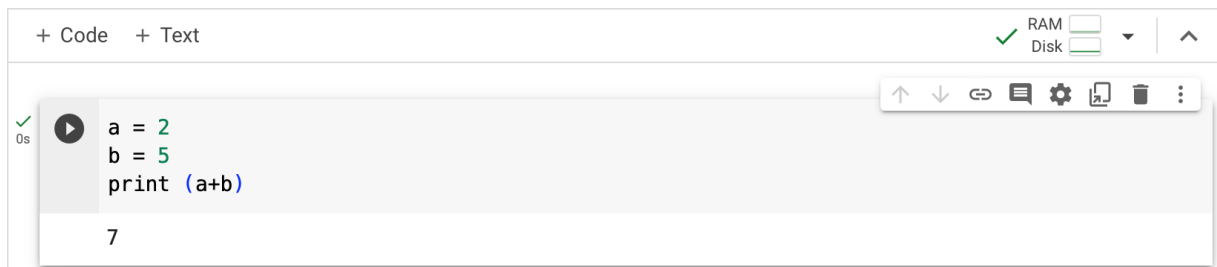 + Code + Text
RAM
Disk
0s
a = 2
b = 5
print (a+b)
7